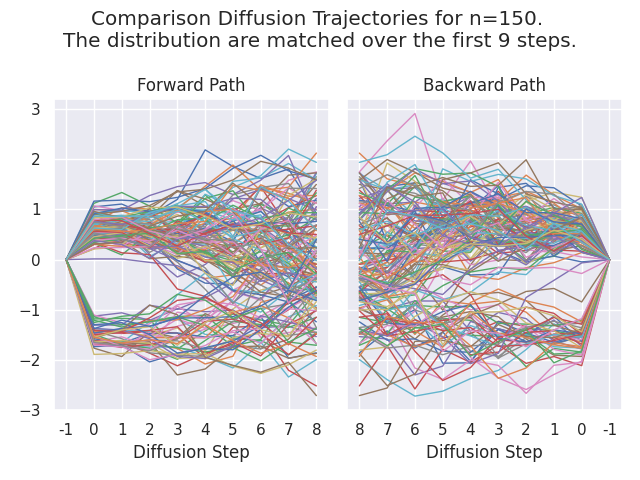 Comparison Diffusion Trajectories for n=150.
The distribution are matched over the first 9 steps.
Forward Path
Backward Path
3
2
1
0
−1
−2
−3
-1 0 1 2 3 4 5 6 7 8
8 7 6 5 4 3 2 1 0 -1
Diffusion Step
Diffusion Step